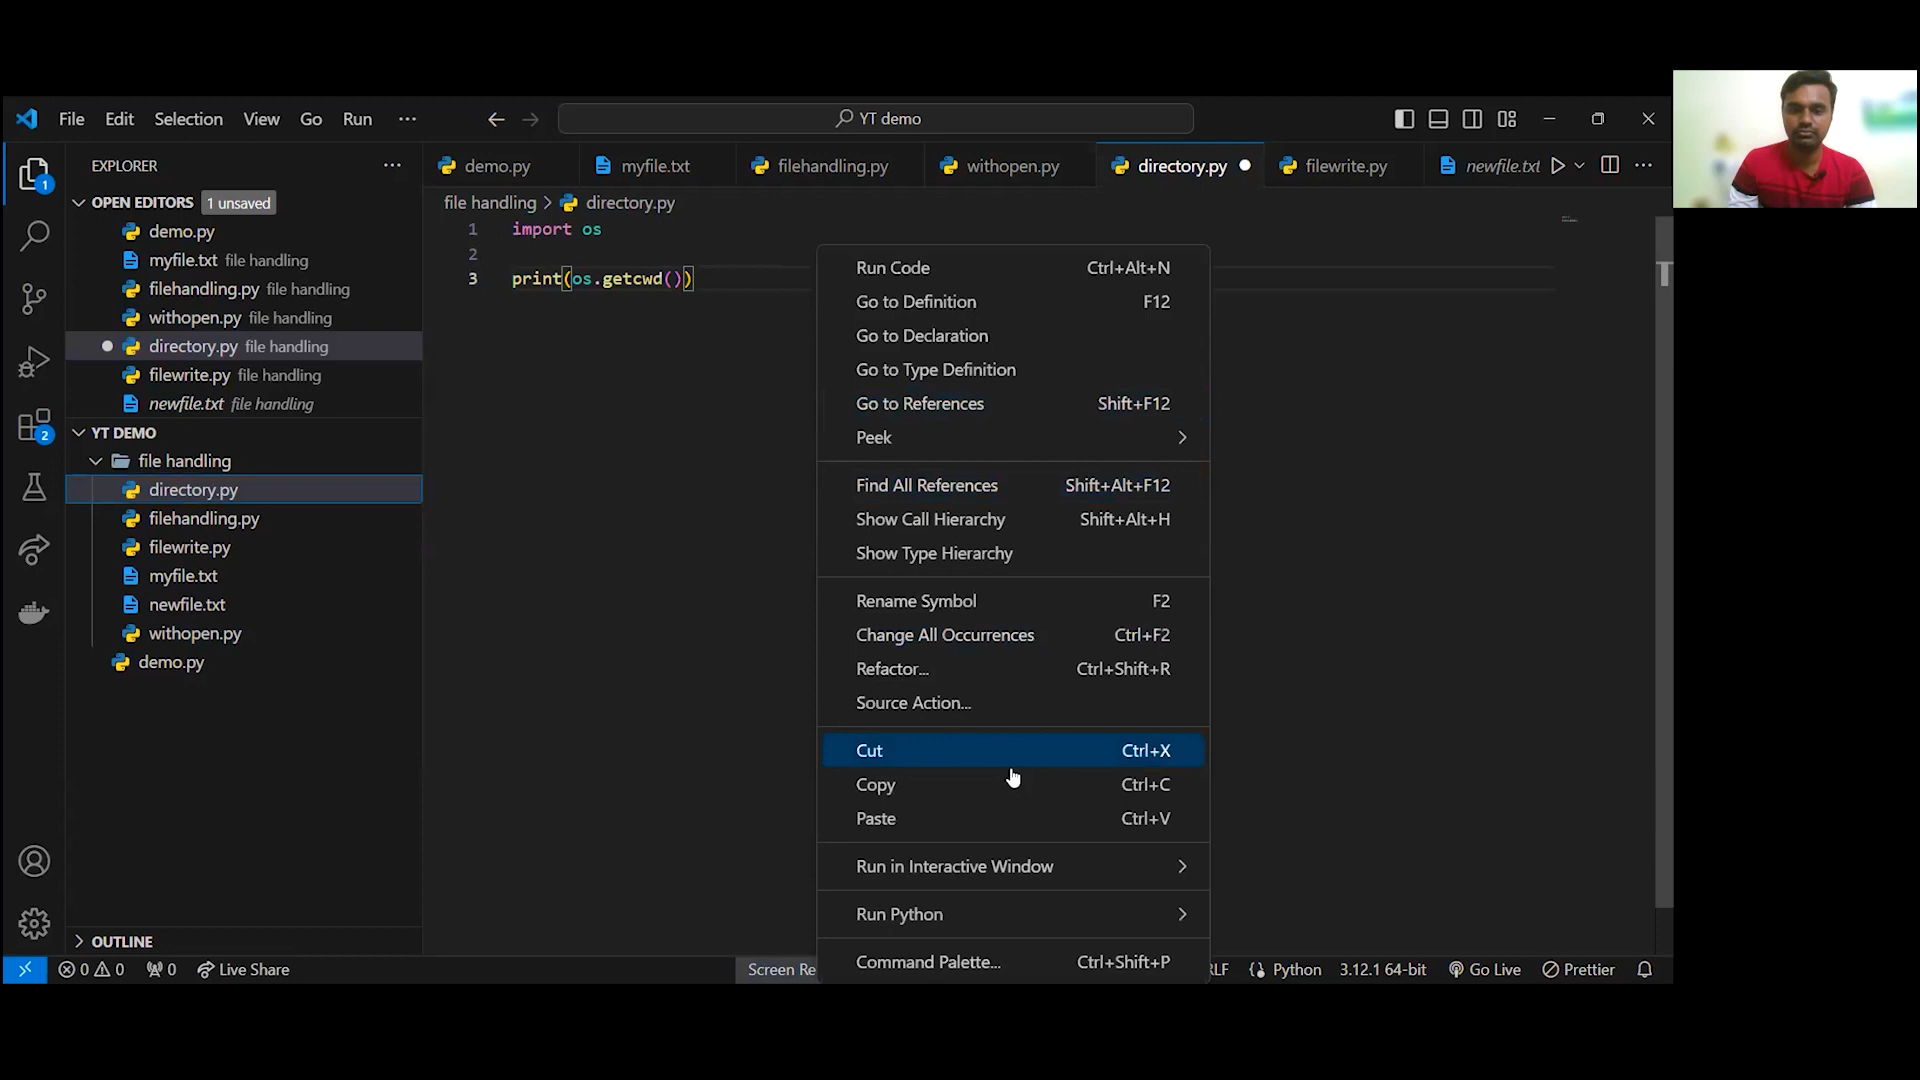 File Edit Selection View Go Run ··· YT demo
EXPLORER ···
demo.py myfile.txt filehandling.py withopen.py directory.py filewrite.py newfile.txt ···
OPEN EDITORS 1 unsaved
demo.py
myfile.txt file handling
filehandling.py file handling
withopen.py file handling
directory.py file handling
filewrite.py file handling
newfile.txt file handling
YT DEMO
file handling
directory.py
filehandling.py
filewrite.py
myfile.txt
newfile.txt
withopen.py
demo.py
OUTLINE
1
2
file handling > directory.py
1 import os
2
3 print(os.getcwd())
Run Code Ctrl+Alt+N
Go to Definition F12
Go to Declaration
Go to Type Definition
Go to References Shift+F12
Peek
Find All References Shift+Alt+F12
Show Call Hierarchy Shift+Alt+H
Show Type Hierarchy
Rename Symbol F2
Change All Occurrences Ctrl+F2
Refactor... Ctrl+Shift+R
Source Action...
Cut Ctrl+X
Copy Ctrl+C
Paste Ctrl+V
Run in Interactive Window
Run Python
Command Palette... Ctrl+Shift+P
0 0 0 Live Share Screen Re RLF Python 3.12.1 64-bit Go Live Prettier